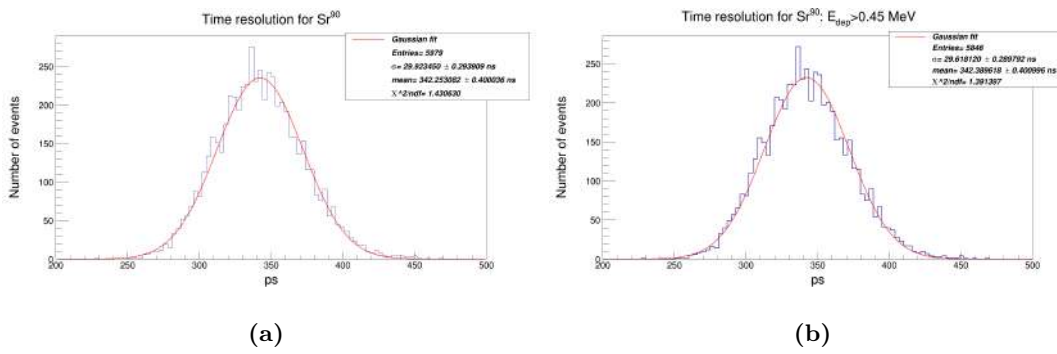 Time resolution for Sr90
Gaussian fit
Entries= 5979
σ= 29.923450 ± 0.293909 ns
mean= 342.253082 ± 0.400036 ns
χ^2/ndf= 1.430630
Number of events
250
200
150
100
50
0
200 250 300 350 400 450 500
ps
(a)
Time resolution for Sr90: Edep>0.45 MeV
Gaussian fit
Entries= 5846
σ= 29.618120 ± 0.289792 ns
mean= 342.389618 ± 0.400996 ns
χ^2/ndf= 1.391397
Number of events
250
200
150
100
50
0
200 250 300 350 400 450 500
ps
(b)